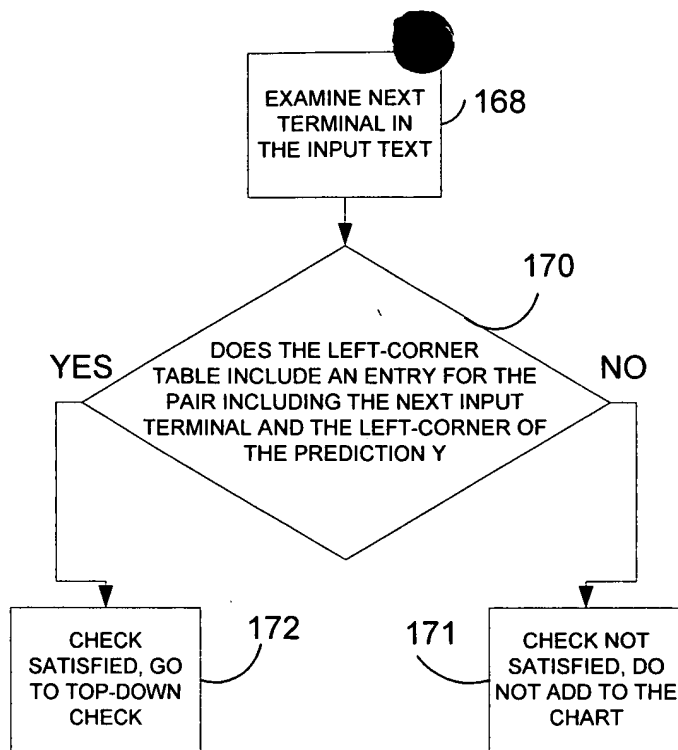 EXAMINE NEXT
TERMINAL IN
THE INPUT TEXT
168
170
DOES THE LEFT-CORNER
TABLE INCLUDE AN ENTRY FOR THE
PAIR INCLUDING THE NEXT INPUT
TERMINAL AND THE LEFT-CORNER OF
THE PREDICTION Y
YES
NO
CHECK
SATISFIED, GO
TO TOP-DOWN
CHECK
172
171
CHECK NOT
SATISFIED, DO
NOT ADD TO THE
CHART